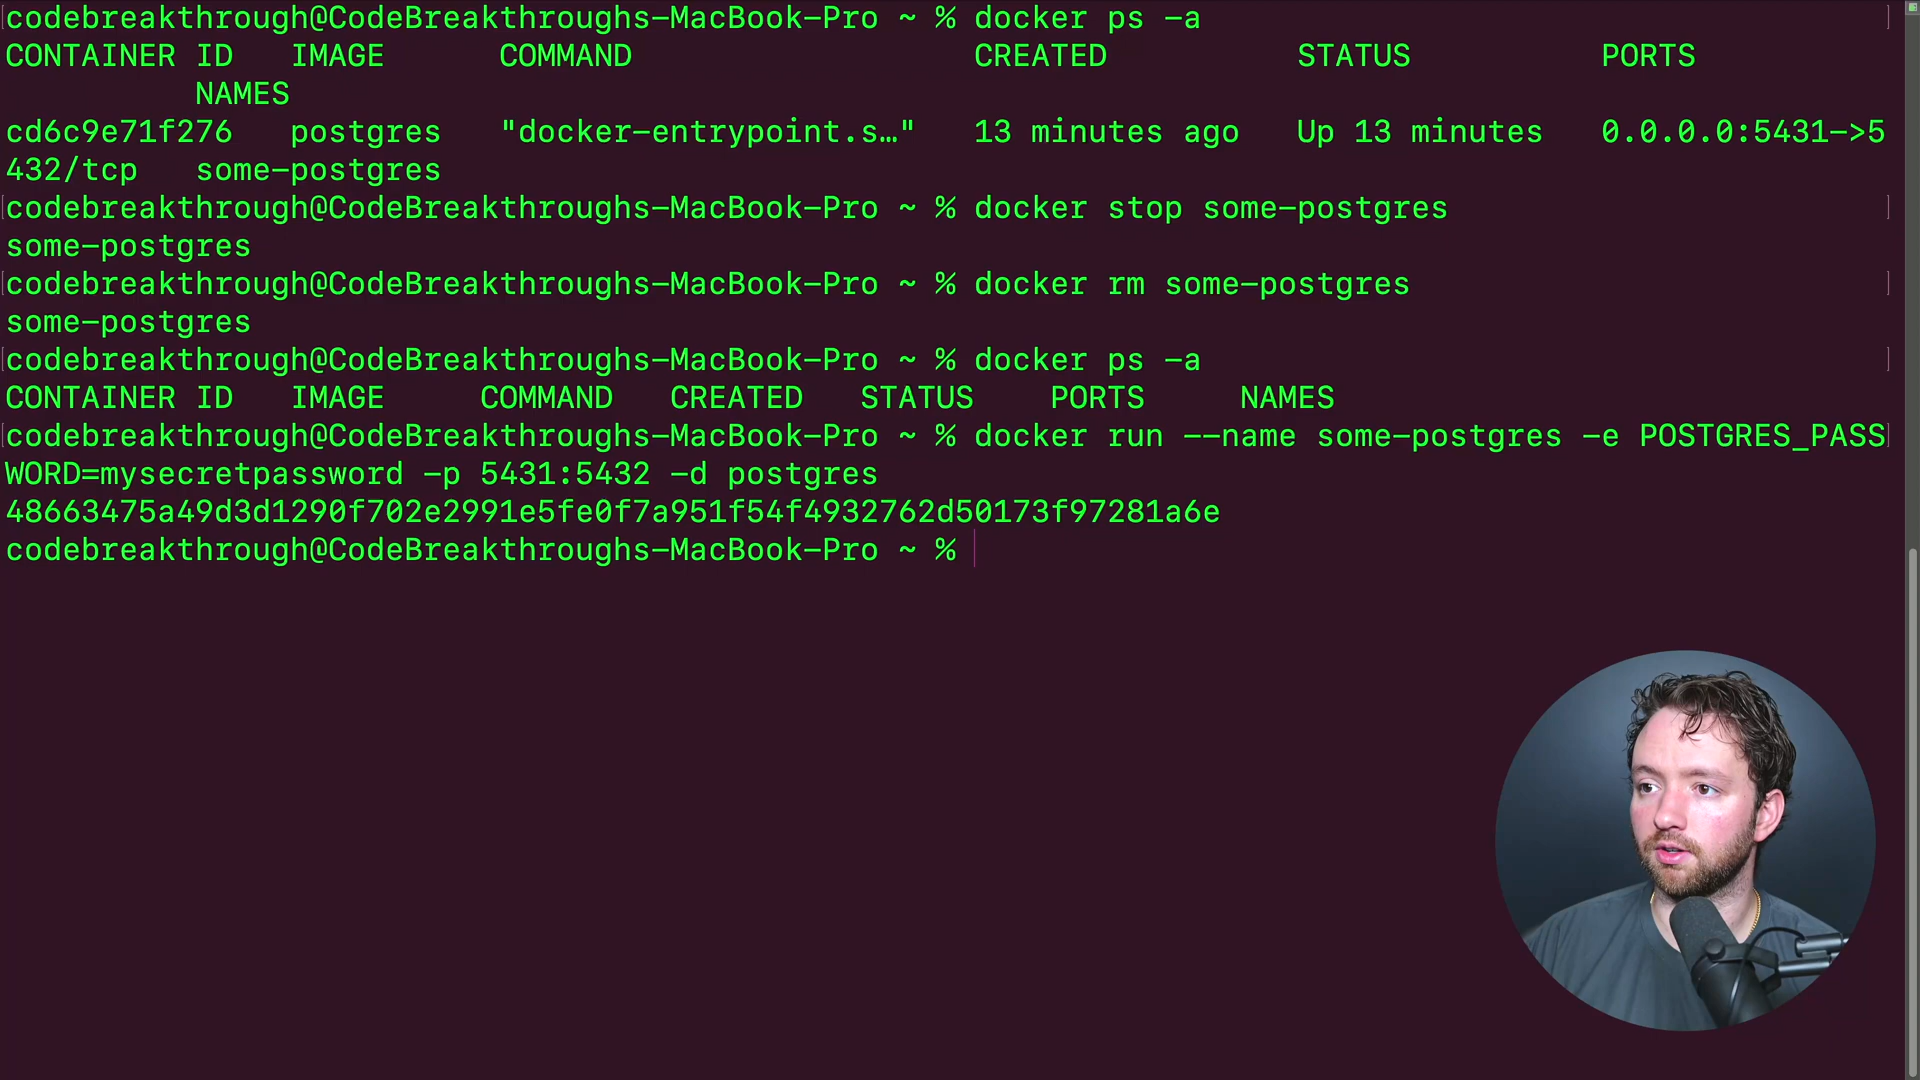 codebreakthrough@CodeBreakthroughs-MacBook-Pro ~ % docker ps -a
CONTAINER ID   IMAGE      COMMAND                  CREATED          STATUS          PORTS
          NAMES
cd6c9e71f276   postgres   "docker-entrypoint.s…"   13 minutes ago   Up 13 minutes   0.0.0.0:5431->5
432/tcp   some-postgres
codebreakthrough@CodeBreakthroughs-MacBook-Pro ~ % docker stop some-postgres
some-postgres
codebreakthrough@CodeBreakthroughs-MacBook-Pro ~ % docker rm some-postgres
some-postgres
codebreakthrough@CodeBreakthroughs-MacBook-Pro ~ % docker ps -a
CONTAINER ID   IMAGE     COMMAND   CREATED   STATUS    PORTS     NAMES
codebreakthrough@CodeBreakthroughs-MacBook-Pro ~ % docker run --name some-postgres -e POSTGRES_PASS
WORD=mysecretpassword -p 5431:5432 -d postgres
48663475a49d3d1290f702e2991e5fe0f7a951f54f4932762d50173f97281a6e
codebreakthrough@CodeBreakthroughs-MacBook-Pro ~ %